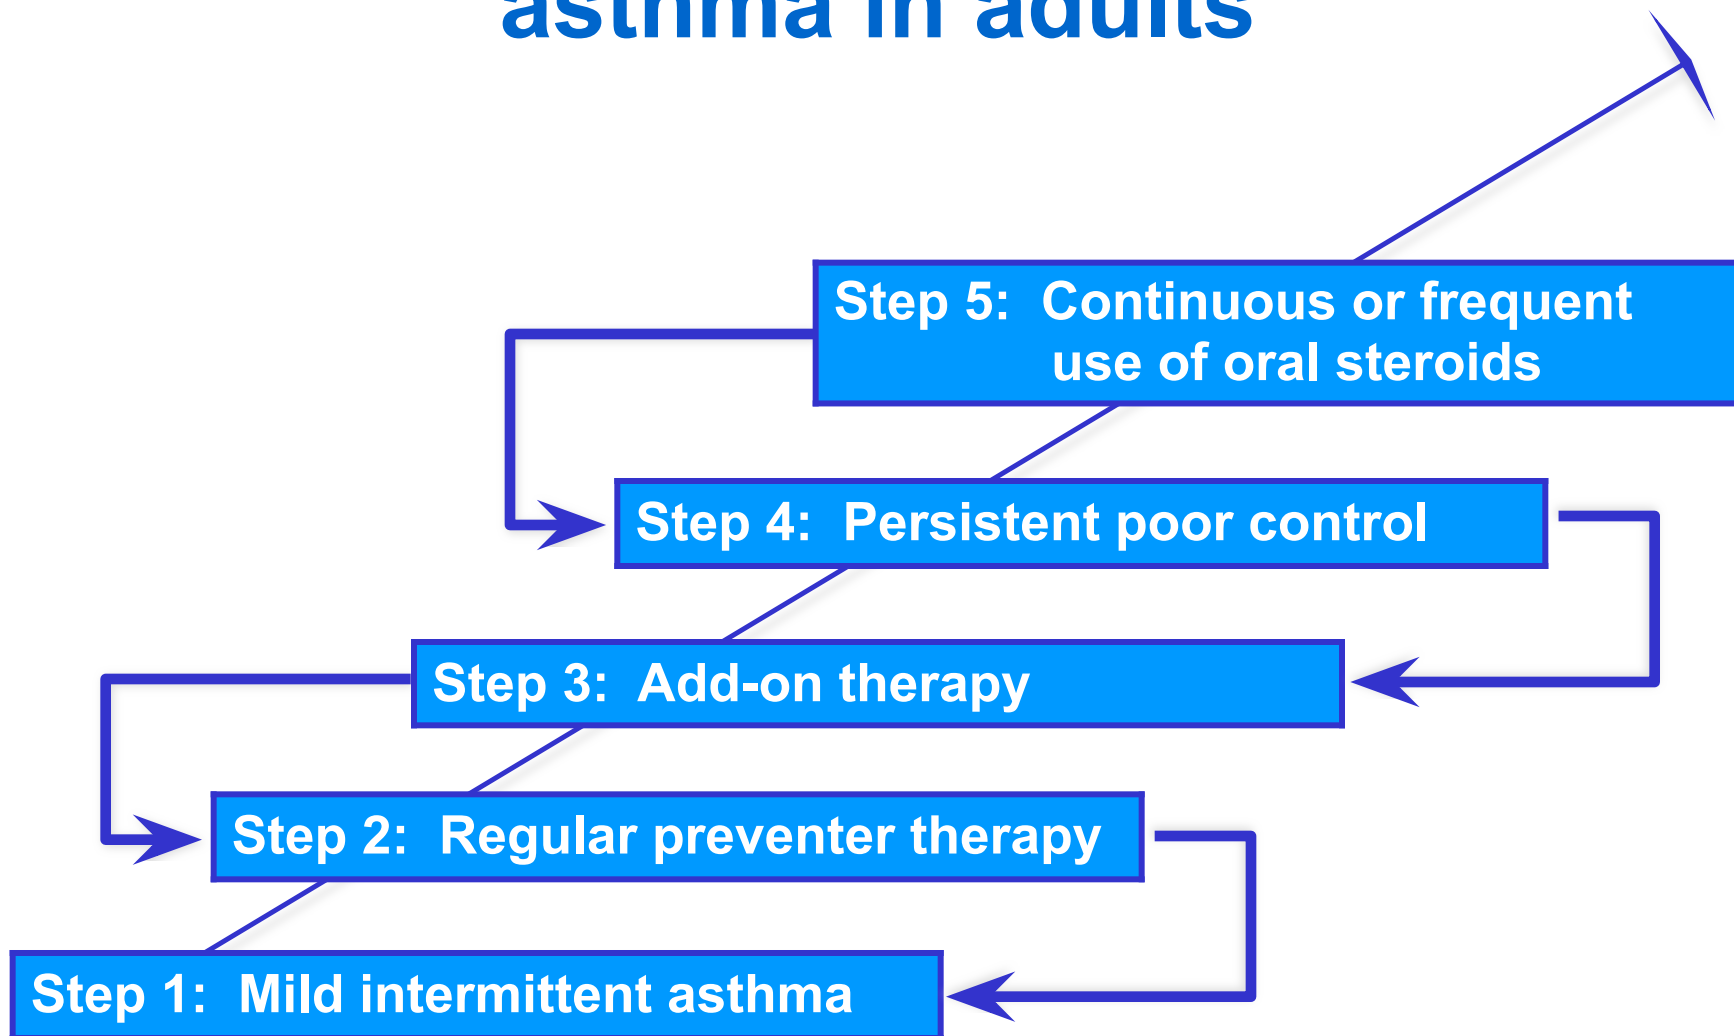 asthma in adults
Step 5: Continuous or frequent
use of oral steroids
Step 4: Persistent poor control
Step 3: Add-on therapy
Step 2: Regular preventer therapy
Step 1: Mild intermittent asthma